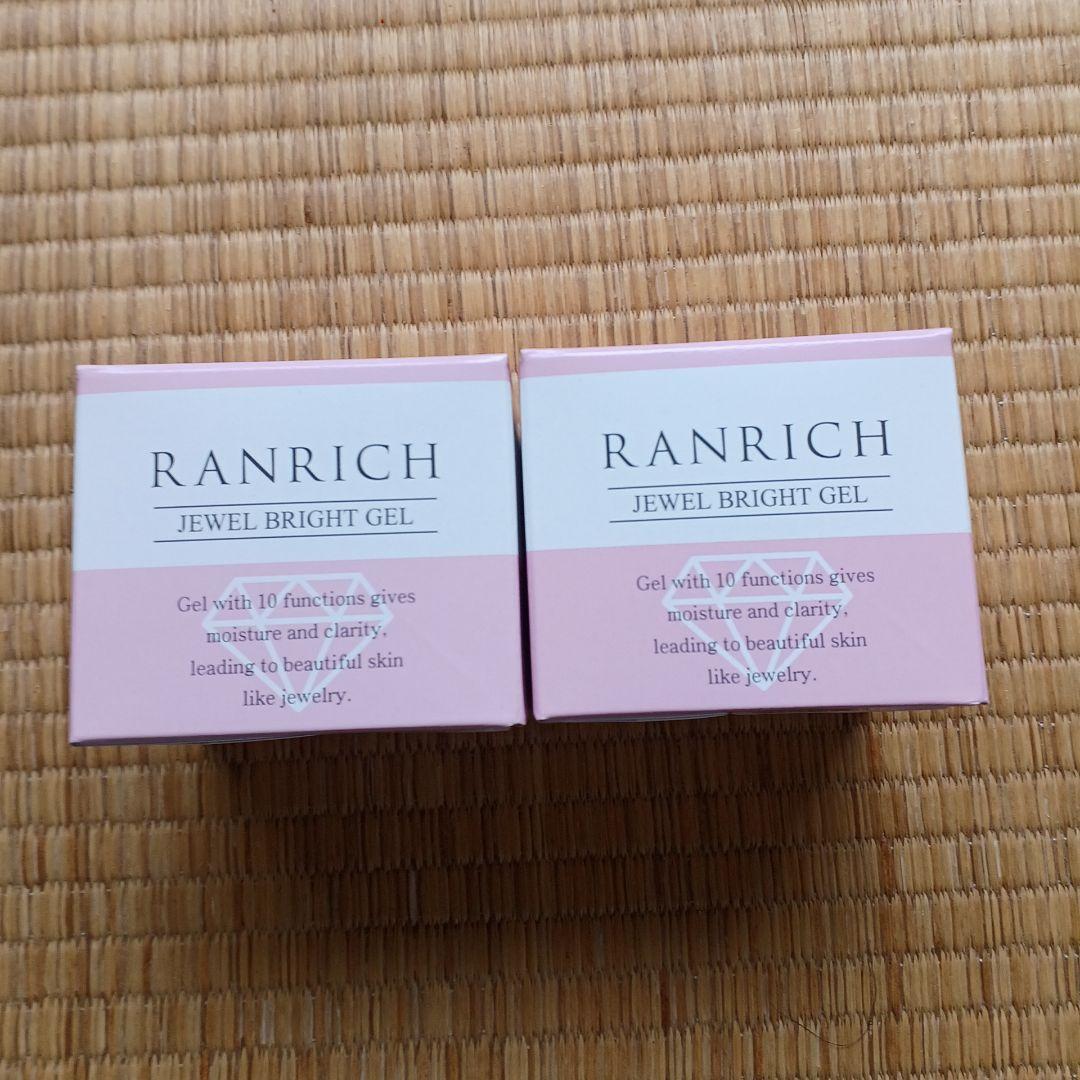 RANRICH
JEWEL BRIGHT GEL
Gel with 10 functions gives
moisture and clarity,
leading to beautiful skin
like jewelry.
RANRICH
JEWEL BRIGHT GEL
Gel with 10 functions gives
moisture and clarity,
leading to beautiful skin
like jewelry.